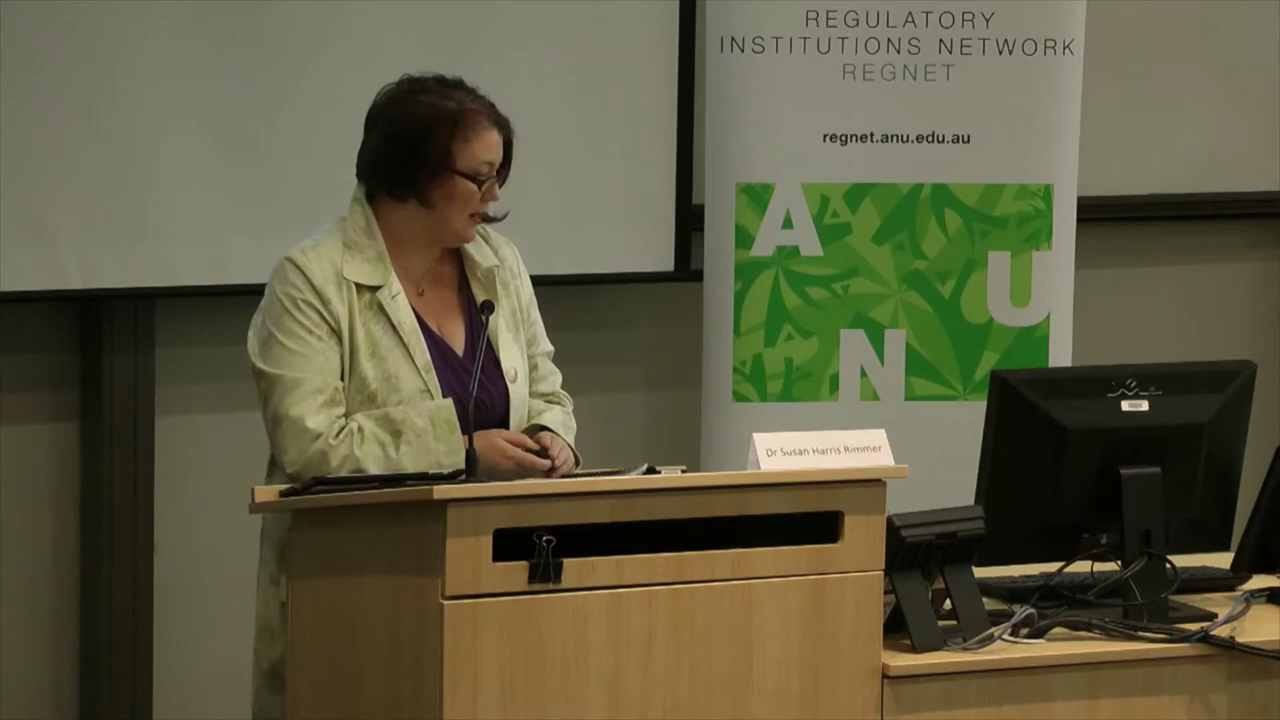 REGULATORY
INSTITUTIONS NETWORK
REGNET
regnet.anu.edu.au
A
U
N
Dr Susan Harris Rimmer